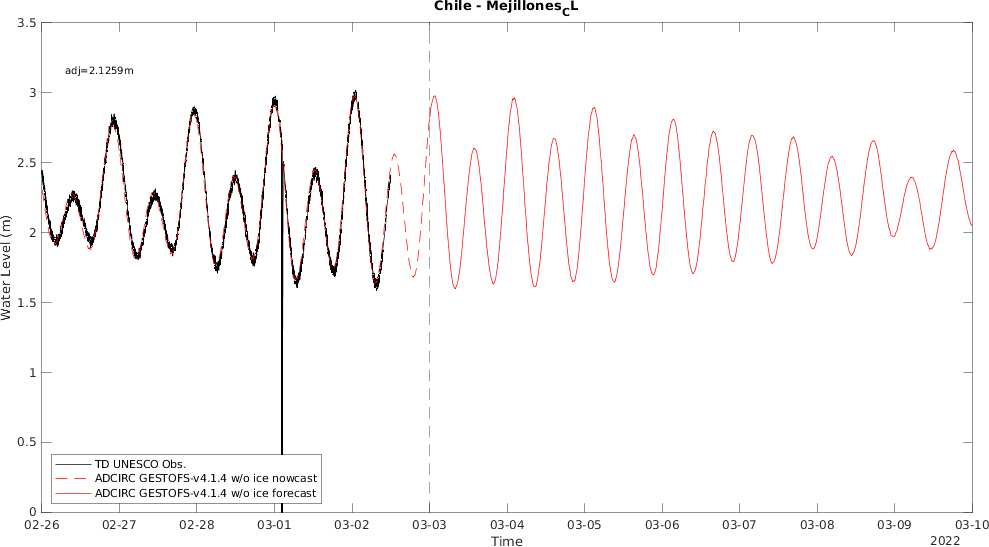 Chile - Mejillones_CL
adj=2.1259m
3.5
3
2.5
2
1.5
1
0.5
0
Water Level (m)
TD UNESCO Obs.
ADCIRC GESTOFS-v4.1.4 w/o ice nowcast
ADCIRC GESTOFS-v4.1.4 w/o ice forecast
02-26 02-27 02-28 03-01 03-02 03-03 03-04 03-05 03-06 03-07 03-08 03-09 03-10
Time
2022